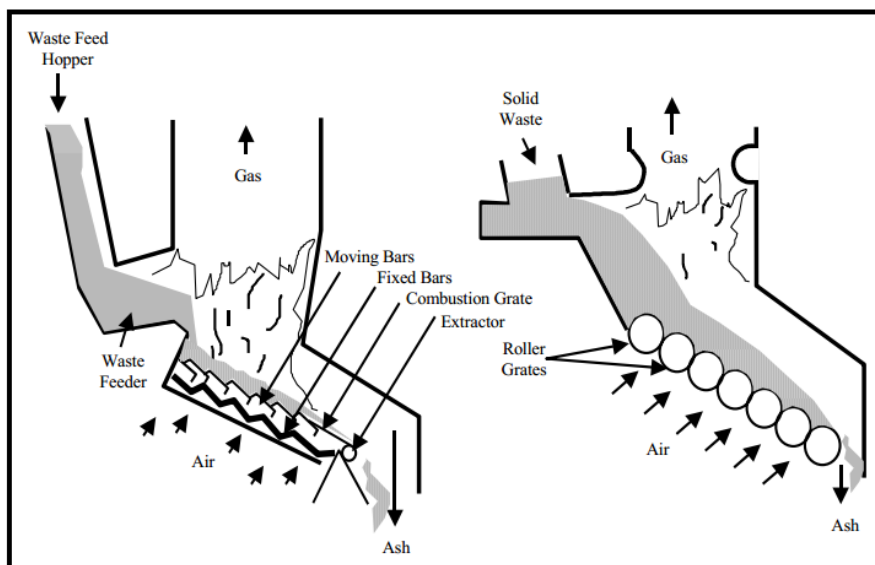 Waste Feed
Hopper
Gas
Moving Bars
Fixed Bars
Combustion Grate
Extractor
Waste
Feeder
Air
Ash
Solid
Waste
Gas
Roller
Grates
Air
Ash